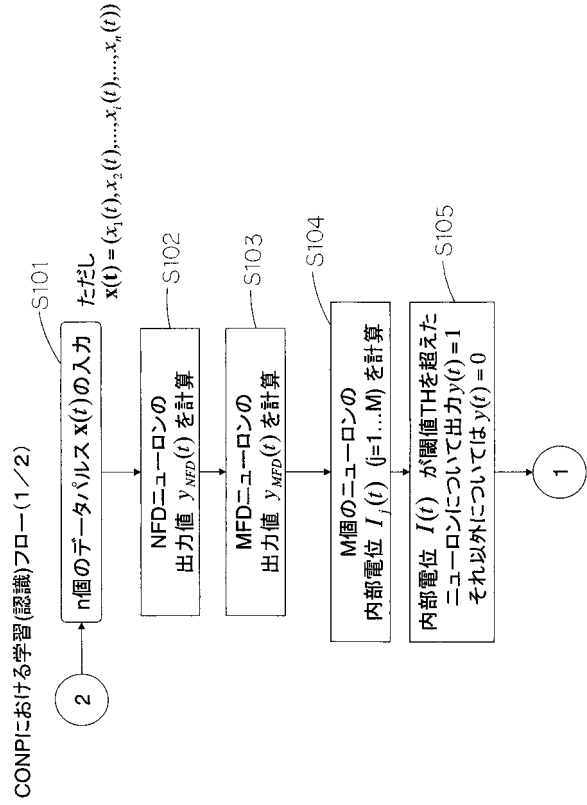 CONPにおける学習(認識)フロー(1/2)
2
n個のデータパルス x(t) の入力
S101
ただし
x(t) = (x₁(t), x₂(t),..., xᵢ(t),..., xₙ(t))
NFDニューロンの
出力値 y_NFD(t) を計算
S102
MFDニューロンの
出力値 y_MFD(t) を計算
S103
M個のニューロンの
内部電位 Iⱼ(t) (j=1...M) を計算
S104
内部電位 I(t) が閾値THを超えた
ニューロンについて出力 y(t) = 1
それ以外については y(t) = 0
S105
1